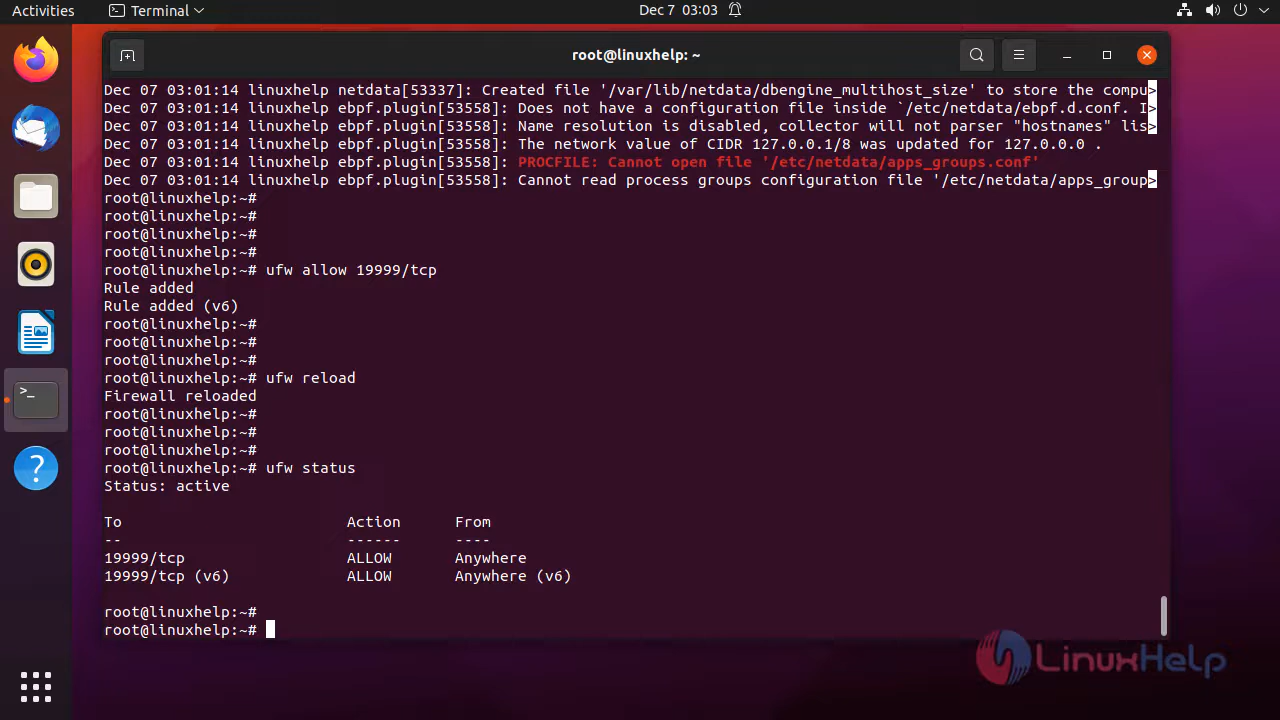 Activities
Terminal
Dec 7 03:03
root@linuxhelp: ~
Dec 07 03:01:14 linuxhelp netdata[53337]: Created file '/var/lib/netdata/dbengine_multihost_size' to store the compu>
Dec 07 03:01:14 linuxhelp ebpf.plugin[53558]: Does not have a configuration file inside `/etc/netdata/ebpf.d.conf. I>
Dec 07 03:01:14 linuxhelp ebpf.plugin[53558]: Name resolution is disabled, collector will not parser "hostnames" lis>
Dec 07 03:01:14 linuxhelp ebpf.plugin[53558]: The network value of CIDR 127.0.0.1/8 was updated for 127.0.0.0 .
Dec 07 03:01:14 linuxhelp ebpf.plugin[53558]: PROCFILE: Cannot open file '/etc/netdata/apps_groups.conf'
Dec 07 03:01:14 linuxhelp ebpf.plugin[53558]: Cannot read process groups configuration file '/etc/netdata/apps_group>
root@linuxhelp:~#
root@linuxhelp:~#
root@linuxhelp:~#
root@linuxhelp:~#
root@linuxhelp:~# ufw allow 19999/tcp
Rule added
Rule added (v6)
root@linuxhelp:~#
root@linuxhelp:~#
root@linuxhelp:~#
root@linuxhelp:~# ufw reload
Firewall reloaded
root@linuxhelp:~#
root@linuxhelp:~#
root@linuxhelp:~#
root@linuxhelp:~# ufw status
Status: active
To Action From
-- ------ ----
19999/tcp ALLOW Anywhere
19999/tcp (v6) ALLOW Anywhere (v6)
root@linuxhelp:~#
root@linuxhelp:~#
LinuxHelp